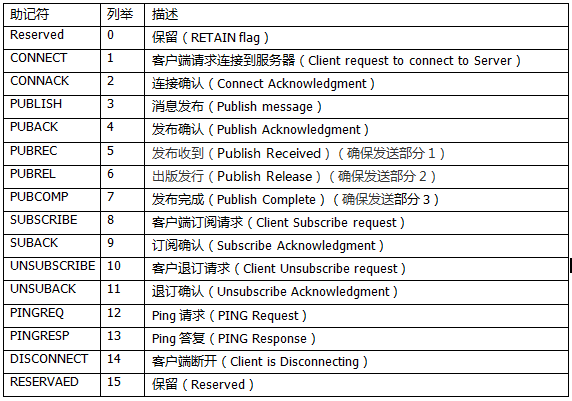 助记符 列举 描述
Reserved 0 保留（RETAIN flag）
CONNECT 1 客户端请求连接到服务器（Client request to connect to Server）
CONNACK 2 连接确认（Connect Acknowledgment）
PUBLISH 3 消息发布（Publish message）
PUBACK 4 发布确认（Publish Acknowledgment）
PUBREC 5 发布收到（Publish Received）（确保发送部分1）
PUBREL 6 出版发行（Publish Release）（确保发送部分2）
PUBCOMP 7 发布完成（Publish Complete）（确保发送部分3）
SUBSCRIBE 8 客户端订阅请求（Client Subscribe request）
SUBACK 9 订阅确认（Subscribe Acknowledgment）
UNSUBSCRIBE 10 客户退订请求（Client Unsubscribe request）
UNSUBACK 11 退订确认（Unsubscribe Acknowledgment）
PINGREQ 12 Ping请求（PING Request）
PINGRESP 13 Ping答复（PING Response）
DISCONNECT 14 客户端断开（Client is Disconnecting）
RESERVAED 15 保留（Reserved）